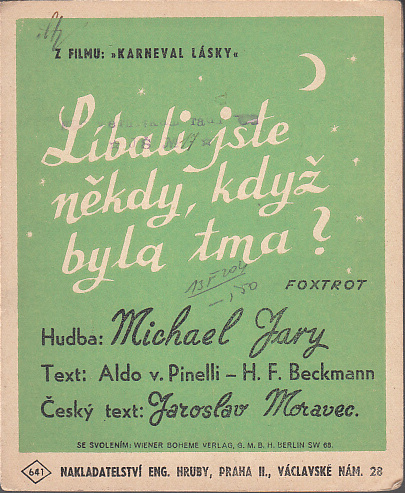 Z FILMU: »KARNEVAL LÁSKY«
Líbali jste
někdy, když
byla tma?
FOXTROT
Hudba: Michael Jary
Text: Aldo v. Pinelli – H. F. Beckmann
Český text: Jaroslav Moravec.
SE SVOLENÍM: WIENER BOHEME VERLAG, G. M. B. H. BERLIN SW 68.
641 NAKLADATELSTVÍ ENG. HRUBY, PRAHA II., VÁCLAVSKÉ NÁM. 28